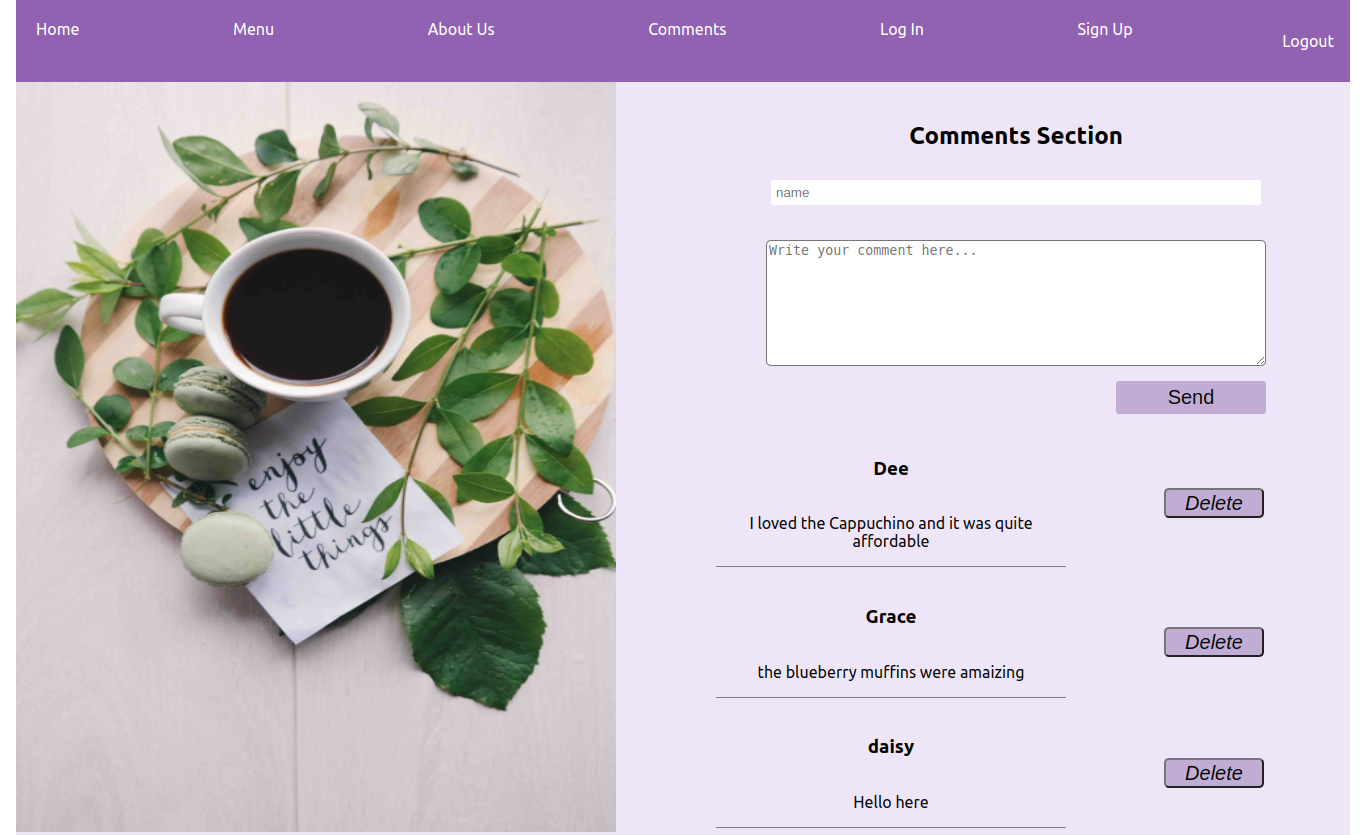 Home Menu About Us Comments Log In Sign Up Logout
enjoy
the
little
things
Comments Section
name
Write your comment here...
Send
Dee
Delete
I loved the Cappuchino and it was quite
affordable
Grace
Delete
the blueberry muffins were amaizing
daisy
Delete
Hello here